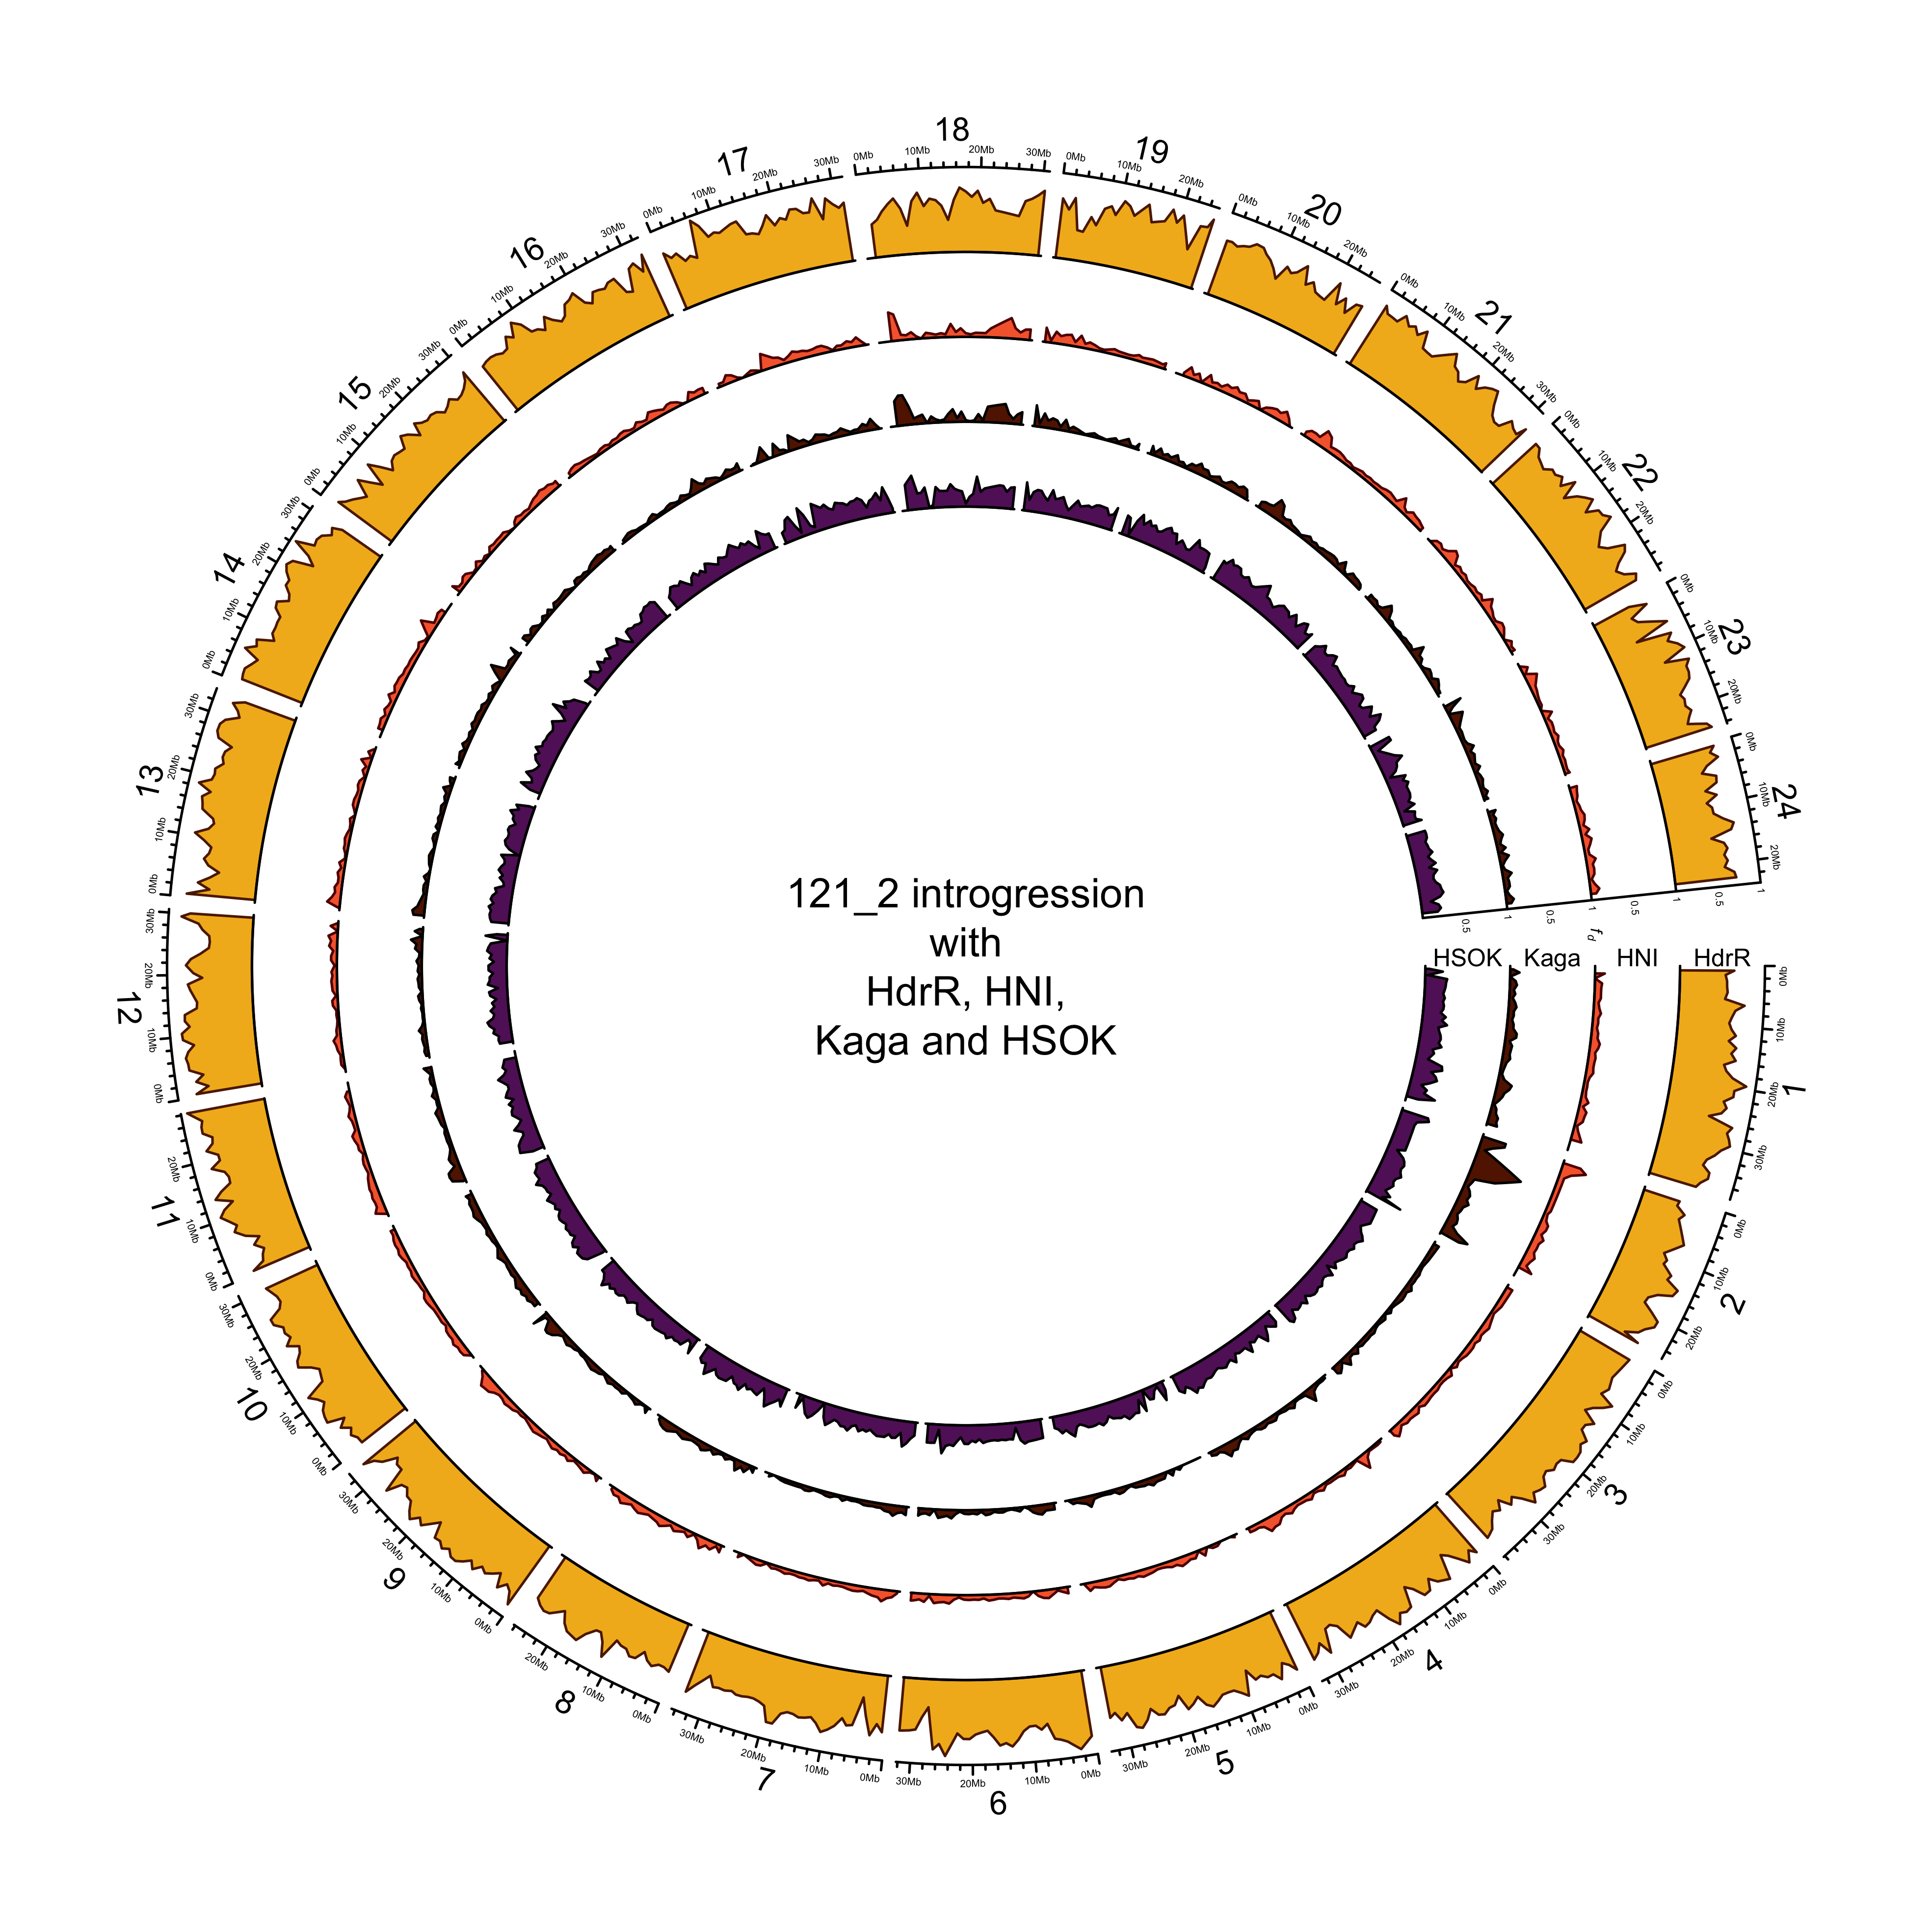 121_2 introgression
with
HdrR, HNI,
Kaga and HSOK
HSOK Kaga HNI HdrR
f_d
0.5 1 0.5 1 0.5 1 0.5 1
1
0Mb 10Mb 20Mb 30Mb
2
0Mb 10Mb 20Mb
3
0Mb 10Mb 20Mb 30Mb
4
0Mb 10Mb 20Mb 30Mb
5
0Mb 10Mb 20Mb 30Mb
6
0Mb 10Mb 20Mb 30Mb
7
0Mb 10Mb 20Mb 30Mb
8
0Mb 10Mb 20Mb
9
0Mb 10Mb 20Mb 30Mb
10
0Mb 10Mb 20Mb 30Mb
11
0Mb 10Mb 20Mb
12
0Mb 10Mb 20Mb 30Mb
13
0Mb 10Mb 20Mb 30Mb
14
0Mb 10Mb 20Mb 30Mb
15
0Mb 10Mb 20Mb 30Mb
16
0Mb 10Mb 20Mb 30Mb
17
0Mb 10Mb 20Mb 30Mb
18
0Mb 10Mb 20Mb 30Mb
19
0Mb 10Mb 20Mb
20
0Mb 10Mb 20Mb
21
0Mb 10Mb 20Mb 30Mb
22
0Mb 10Mb 20Mb
23
0Mb 10Mb 20Mb
24
0Mb 10Mb 20Mb